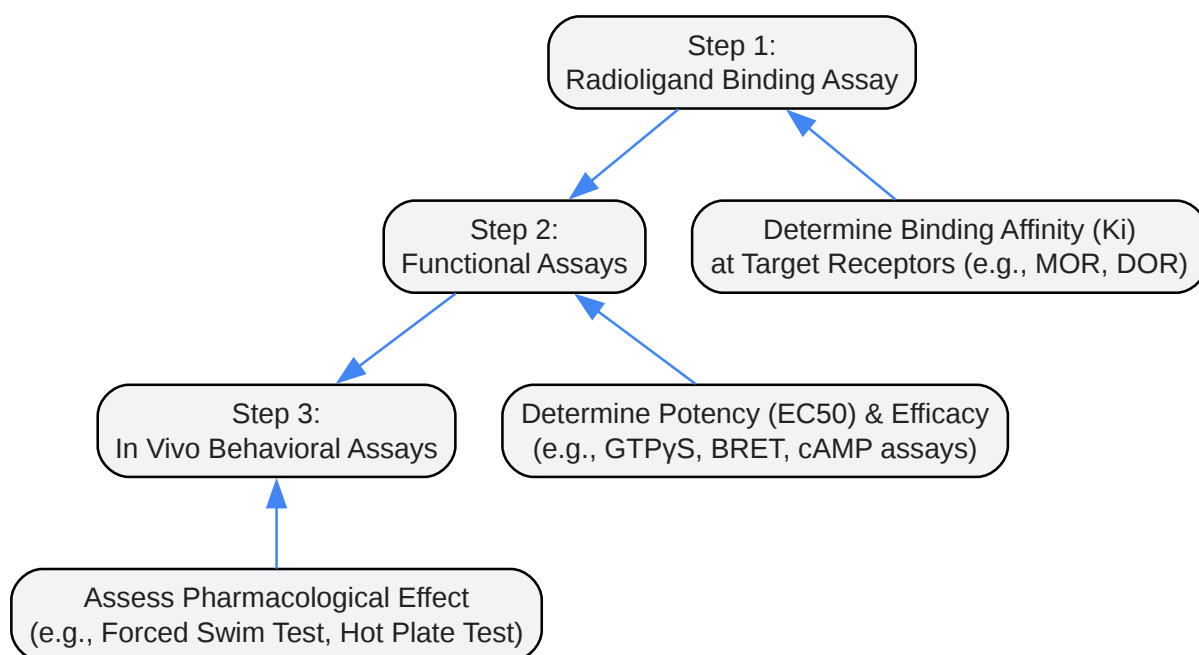 Step 1:
Radioligand Binding Assay
Step 2:
Functional Assays
Determine Binding Affinity (Ki)
at Target Receptors (e.g., MOR, DOR)
Step 3:
In Vivo Behavioral Assays
Determine Potency (EC50) & Efficacy
(e.g., GTPγS, BRET, cAMP assays)
Assess Pharmacological Effect
(e.g., Forced Swim Test, Hot Plate Test)